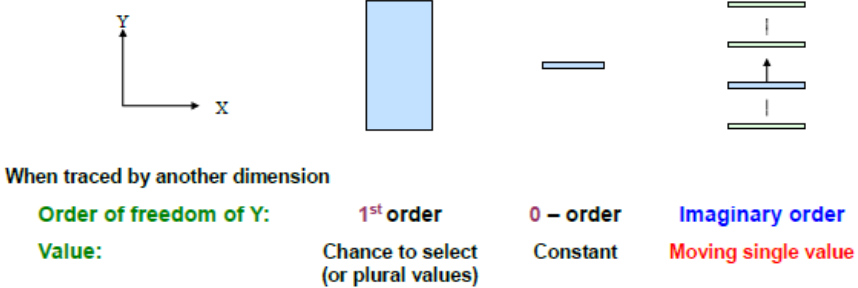 Y
X
When traced by another dimension
Order of freedom of Y: 1st order 0 – order Imaginary order
Value: Chance to select Constant Moving single value
(or plural values)